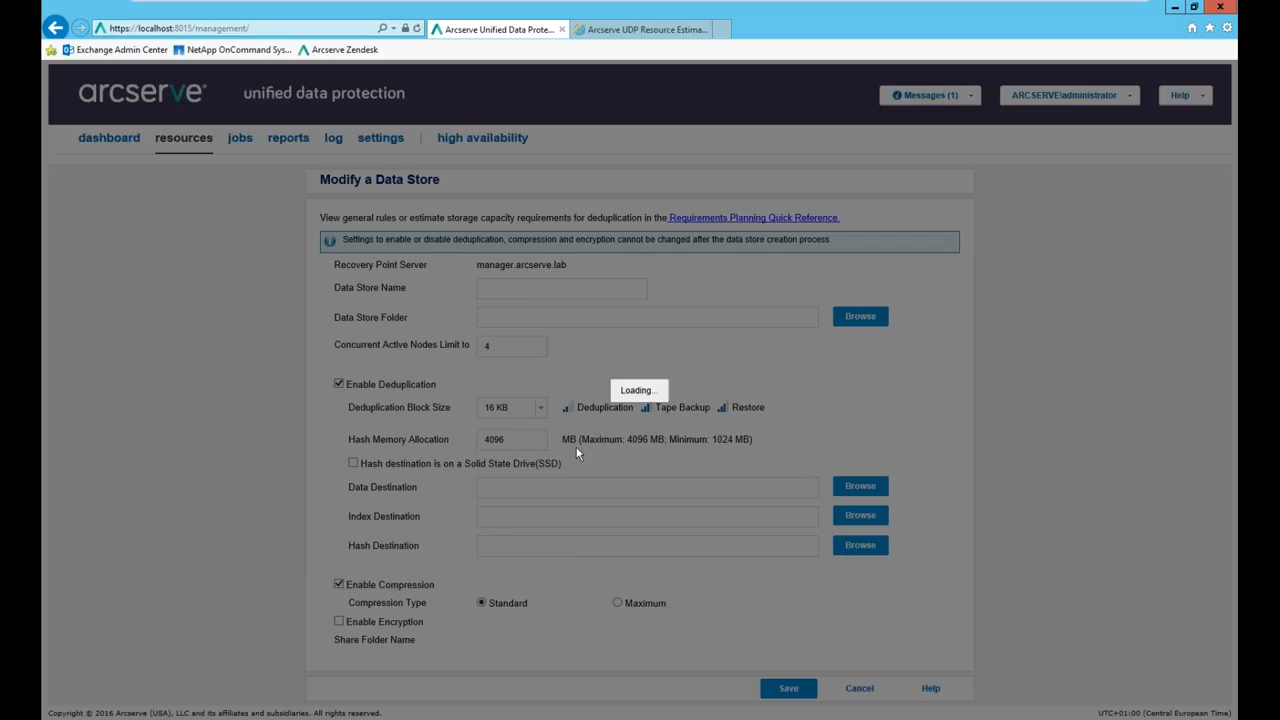 https://localhost:8015/management/
Arcserve Unified Data Prote...
Arcserve UDP Resource Estima...
Exchange Admin Center
NetApp OnCommand Sys...
Arcserve Zendesk
arcserve®
unified data protection
Messages (1)
ARCSERVE\administrator
Help
dashboard
resources
jobs
reports
log
settings
|
high availability
Modify a Data Store
View general rules or estimate storage capacity requirements for deduplication in the Requirements Planning Quick Reference.
Settings to enable or disable deduplication, compression and encryption cannot be changed after the data store creation process.
Recovery Point Server manager.arcserve.lab
Data Store Name
Data Store Folder
Browse
Concurrent Active Nodes Limit to 4
Enable Deduplication
Loading...
Deduplication Block Size 16 KB Deduplication Tape Backup Restore
Hash Memory Allocation 4096 MB (Maximum: 4096 MB; Minimum: 1024 MB)
Hash destination is on a Solid State Drive(SSD)
Data Destination
Browse
Index Destination
Browse
Hash Destination
Browse
Enable Compression
Compression Type Standard Maximum
Enable Encryption
Share Folder Name
Save
Cancel
Help
Copyright © 2016 Arcserve (USA), LLC and its affiliates and subsidiaries. All rights reserved.
UTC+01:00 (Central European Time)